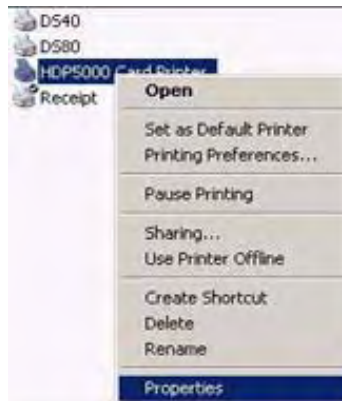 DS40
DS80
HDP5000 Card Printer
Receipt
Open
Set as Default Printer
Printing Preferences...
Pause Printing
Sharing...
Use Printer Offline
Create Shortcut
Delete
Rename
Properties